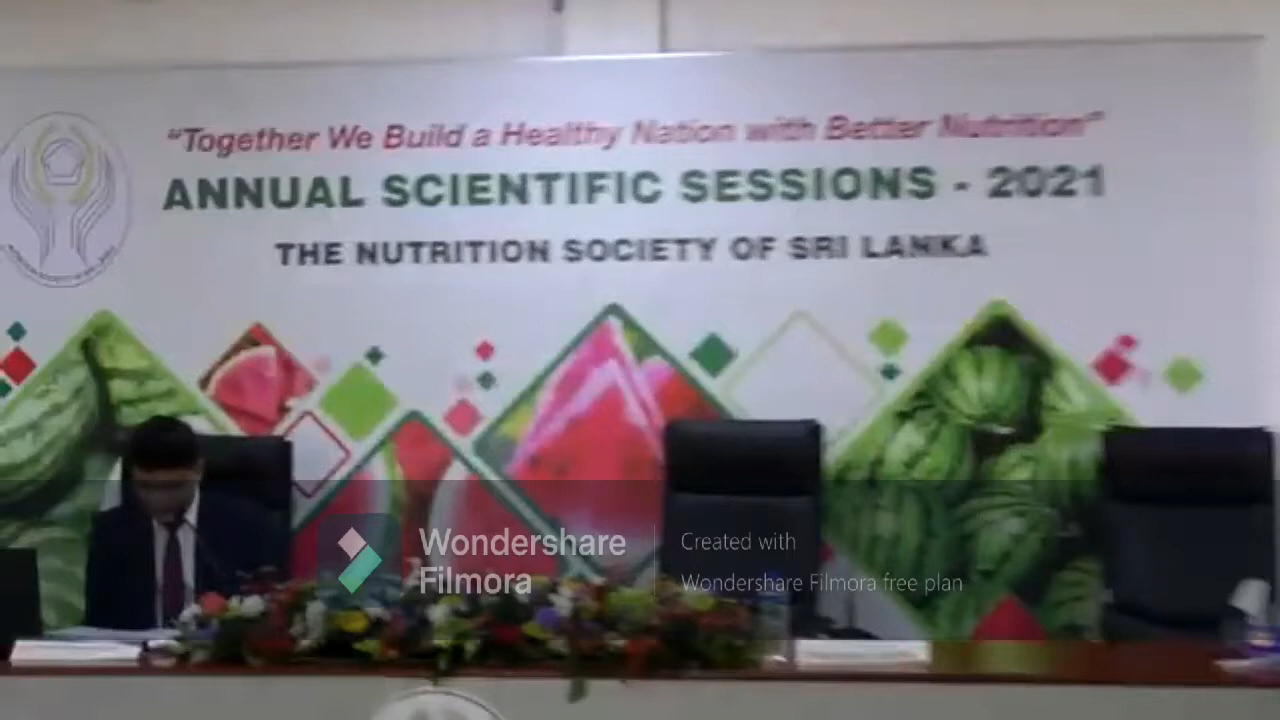 "Together We Build a Healthy Nation with Better Nutrition"
ANNUAL SCIENTIFIC SESSIONS - 2021
THE NUTRITION SOCIETY OF SRI LANKA
Wondershare
Filmora
Created with
Wondershare Filmora free plan